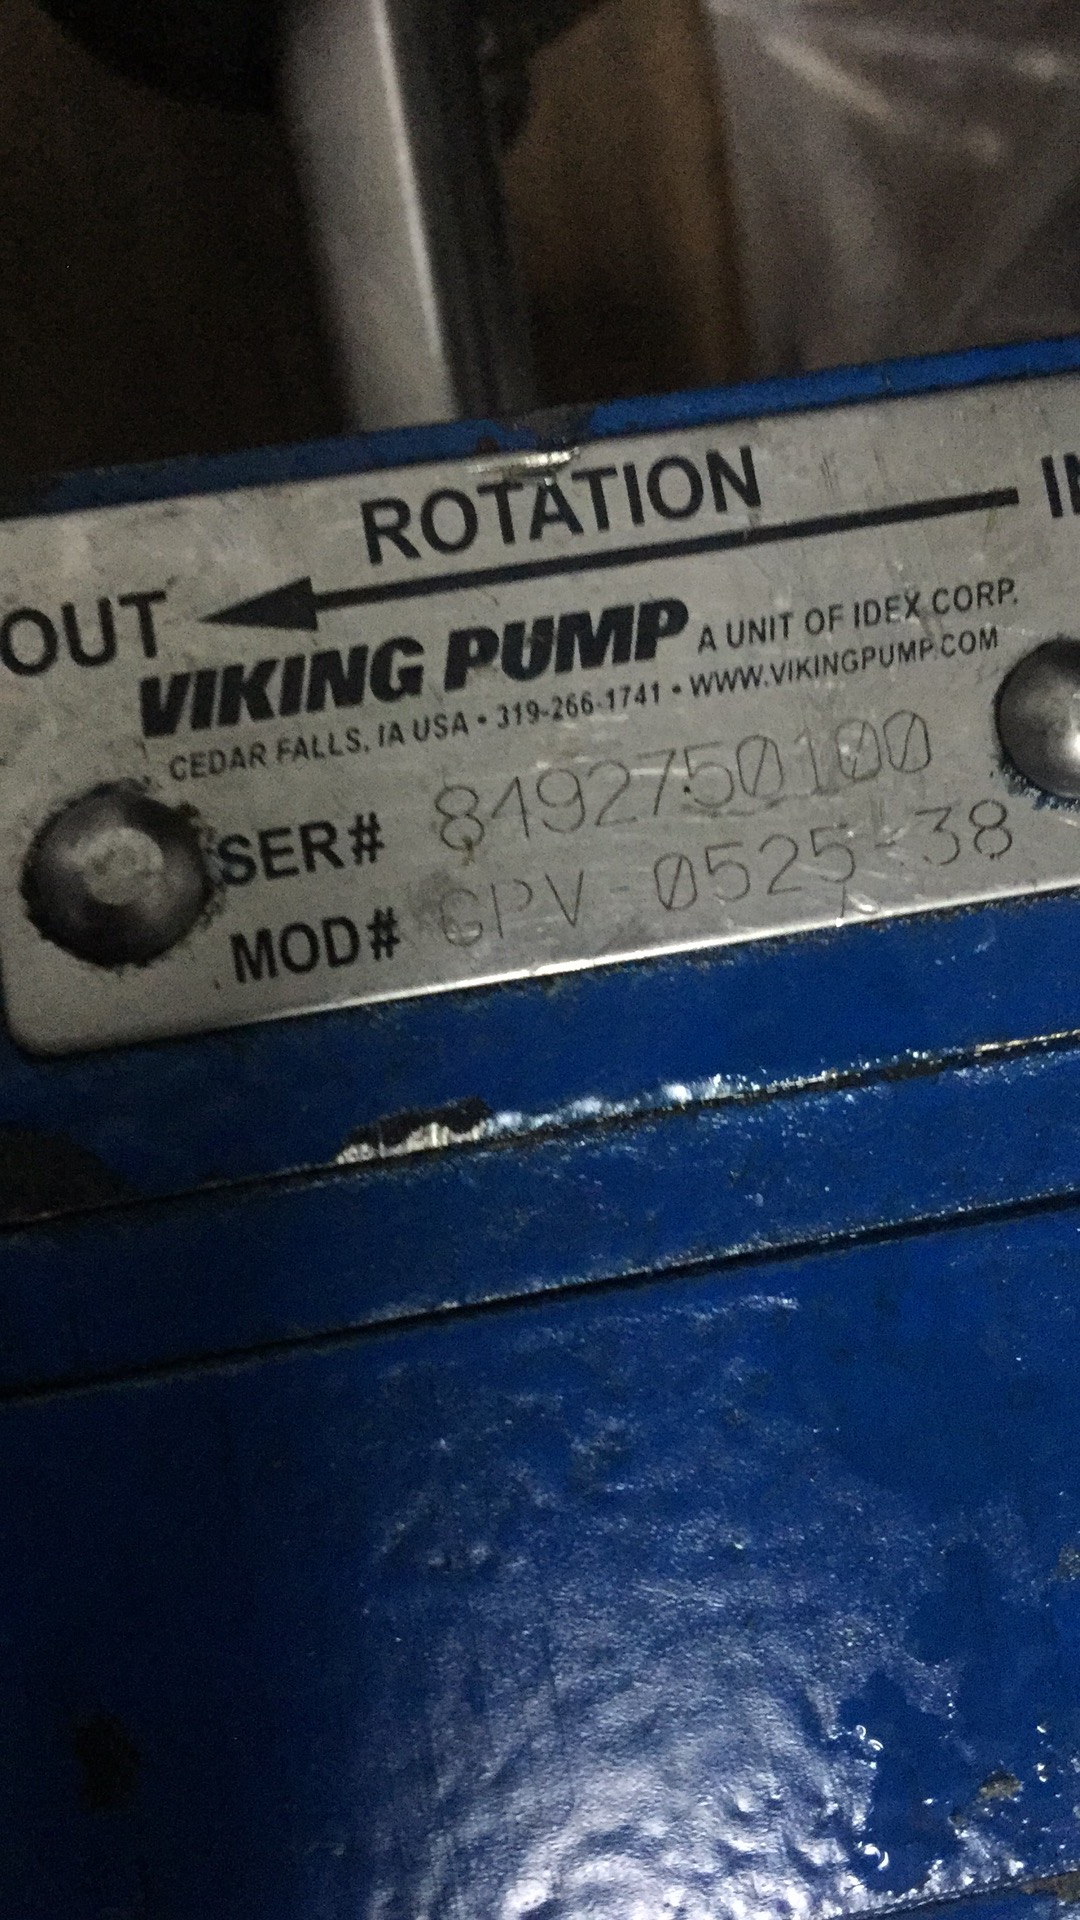 ROTATION
OUT IN
VIKING PUMP A UNIT OF IDEX CORP.
CEDAR FALLS, IA USA • 319-266-1741 • WWW.VIKINGPUMP.COM
SER# 8492750100
MOD# GPV-0525-38